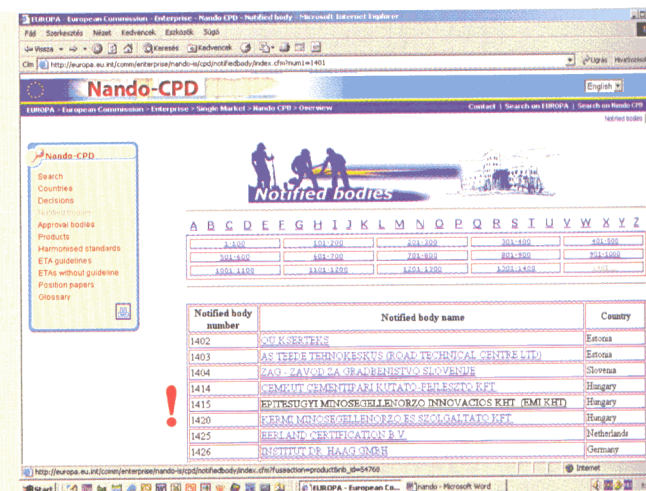 EUROPA - European Commission - Enterprise - Nando CPD - Notified body - Microsoft Internet Explorer
Fájl Szerkesztés Nézet Kedvencek Eszközök Súgó
Vissza Keresés Kedvencek
Cím http://europa.eu.int/comm/enterprise/nando-is/cpd/notifiedbody/index.cfm?num1=1401 Ugrás
Nando-CPD English
EUROPA > European Commission > Enterprise > Single Market > Nando CPD > Overview Contact | Search on EUROPA | Search on Nando CPD
Notified bodies
Nando-CPD
Search
Countries
Decisions
Notified bodies
Approval bodies
Products
Harmonised standards
ETA guidelines
ETAs without guideline
Position papers
Glossary
Notified bodies
A B C D E F G H I J K L M N O P Q R S T U V W X Y Z
1-100 101-200 201-300 301-400 401-500
501-600 601-700 701-800 801-900 901-1000
1001-1100 1101-1200 1201-1300 1301-1400 1401-...
Notified body number Notified body name Country
1402 OU K SERTEKS Estonia
1403 AS TEEDE TEHNOKESKUS (ROAD TECHNICAL CENTRE LTD) Estonia
1404 ZAG - ZAVOD ZA GRADBENISTVO SLOVENIJE Slovenia
1414 CEMKUT CEMENTIPARI KUTATO-FEJLESZTO KFT. Hungary
1415 EPITESUGYI MINOSEGELLENORZO INNOVACIOS KHT (EMI KHT) Hungary
1420 KERMI MINOSEGELLENORZO ES SZOLGALTATO KFT. Hungary
1425 EERLAND CERTIFICATION B.V. Netherlands
1426 INSTITUT DR. HAAG GMBH Germany
!
http://europa.eu.int/comm/enterprise/nando-is/cpd/notifiedbody/index.cfm?fuseaction=product&nb_id=54760 Internet
Start EUROPA - European Co... nando - Microsoft Word